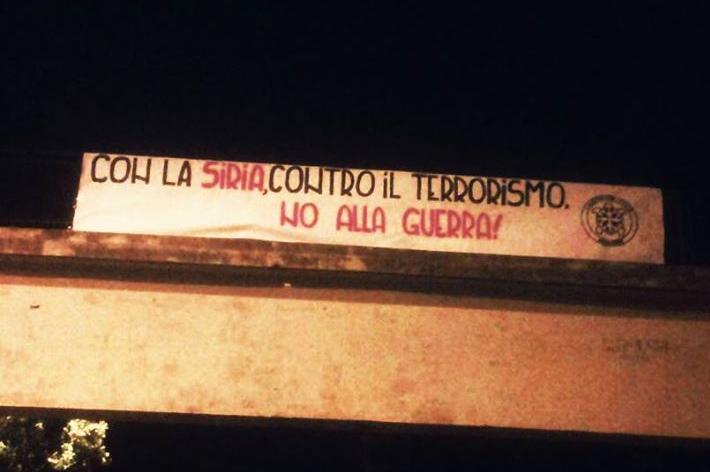 CON LA SiRiA,CONTRO iL TERRORiSMO.
NO ALLA GUERRA!